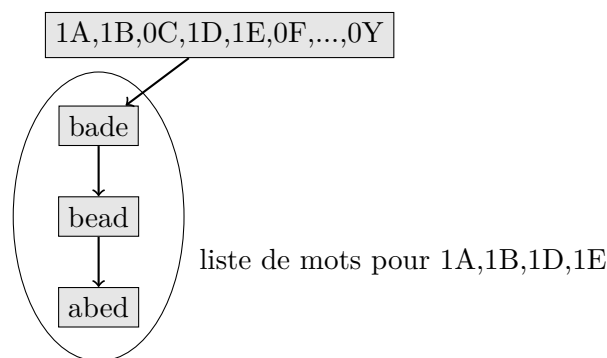 1A,1B,0C,1D,1E,0F,...,0Y
bade
bead
liste de mots pour 1A,1B,1D,1E
abed